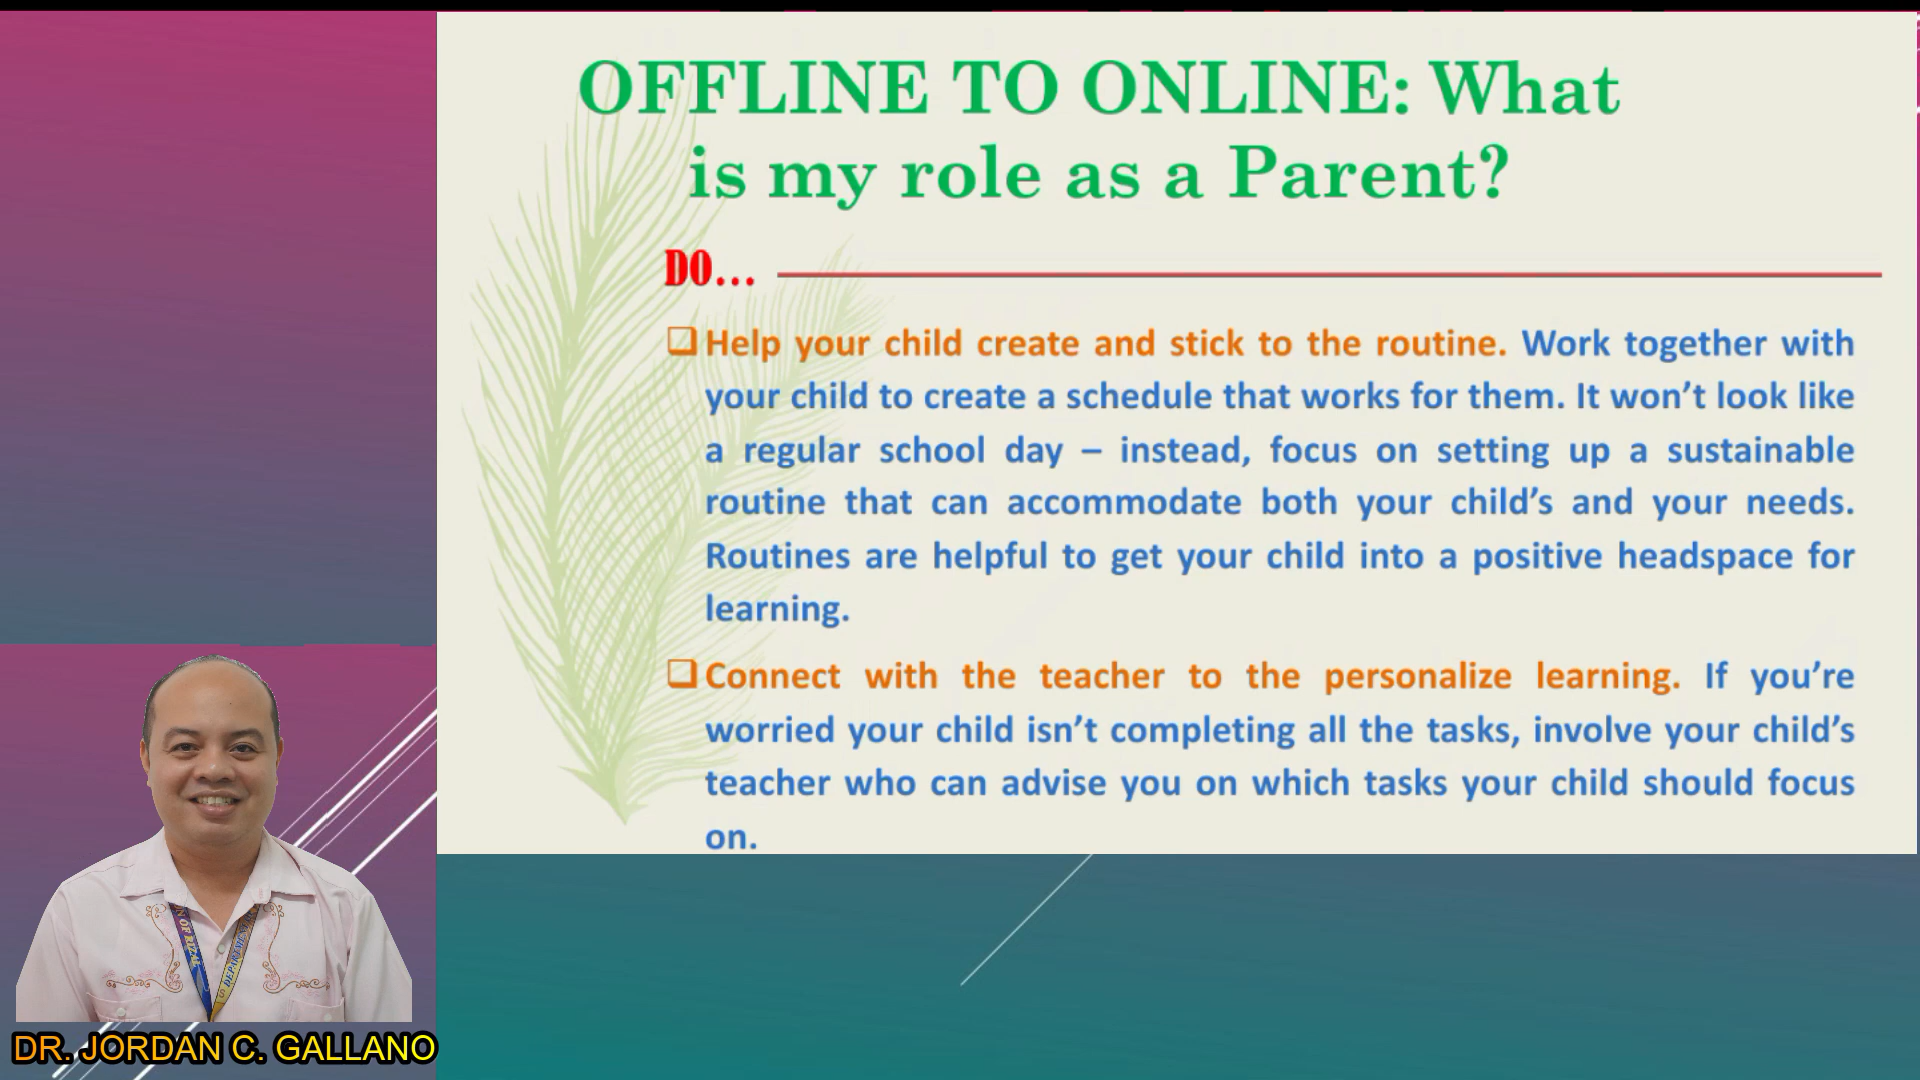 OFFLINE TO ONLINE: What
is my role as a Parent?
DO...
Help your child create and stick to the routine. Work together with
your child to create a schedule that works for them. It won’t look like
a regular school day – instead, focus on setting up a sustainable
routine that can accommodate both your child’s and your needs.
Routines are helpful to get your child into a positive headspace for
learning.
Connect with the teacher to the personalize learning. If you’re
worried your child isn’t completing all the tasks, involve your child’s
teacher who can advise you on which tasks your child should focus
on.
DR. JORDAN C. GALLANO